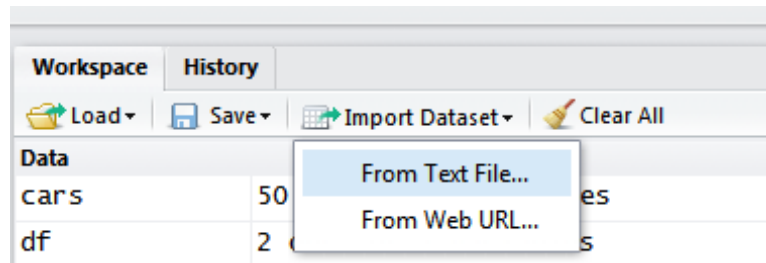 Workspace History
Load Save Import Dataset Clear All
Data
From Text File...
cars 50 es
From Web URL...
df 2 s